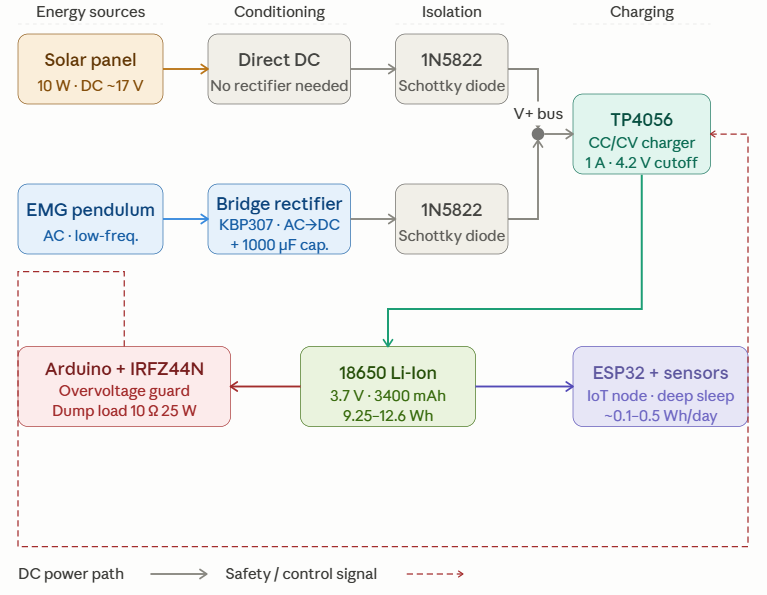 Energy sources
Conditioning
Isolation
Charging
Solar panel
10 W · DC ~17 V
Direct DC
No rectifier needed
1N5822
Schottky diode
V+ bus
TP4056
CC/CV charger
1 A · 4.2 V cutoff
EMG pendulum
AC · low-freq.
Bridge rectifier
KBP307 · AC→DC
+ 1000 µF cap.
1N5822
Schottky diode
Arduino + IRFZ44N
Overvoltage guard
Dump load 10 Ω 25 W
18650 Li-Ion
3.7 V · 3400 mAh
9.25–12.6 Wh
ESP32 + sensors
IoT node · deep sleep
~0.1–0.5 Wh/day
DC power path
Safety / control signal